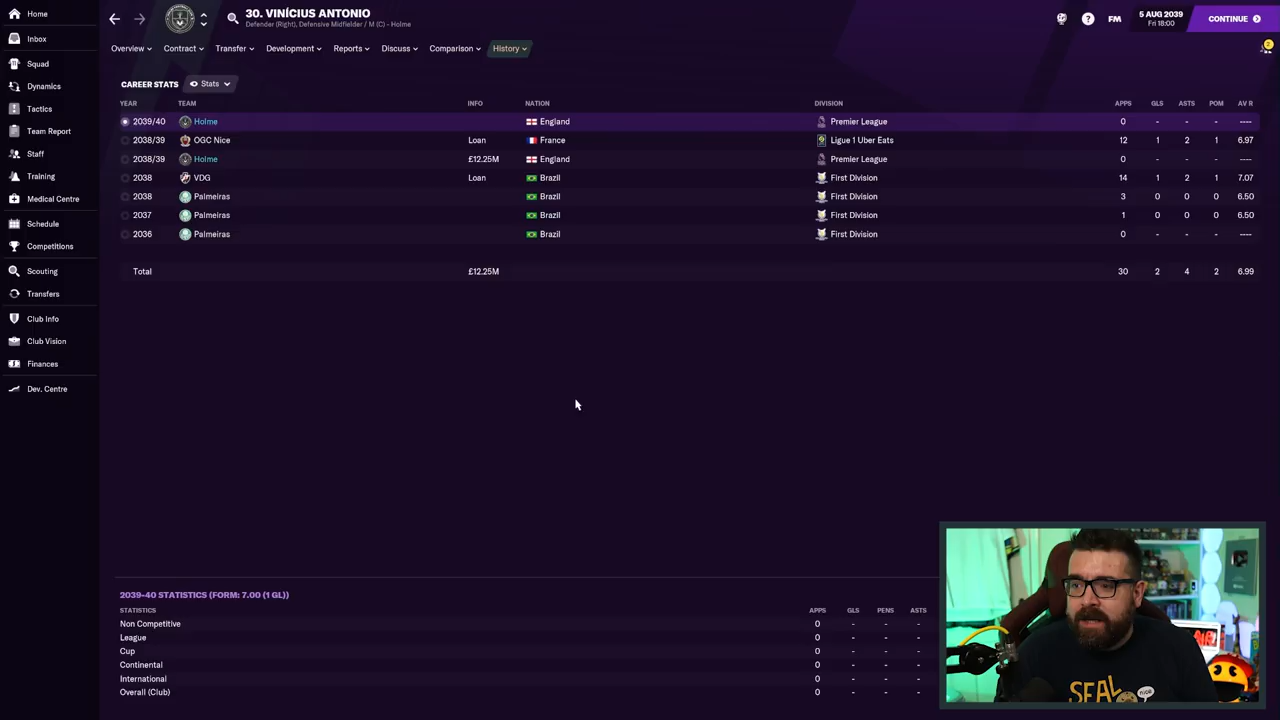 Home
Inbox
Squad
Dynamics
Tactics
Team Report
Staff
Training
Medical Centre
Schedule
Competitions
Scouting
Transfers
Club Info
Club Vision
Finances
Dev. Centre
30. VINÍCIUS ANTONIO
Defender (Right), Defensive Midfielder / M (C) - Holme
FM
5 AUG 2039
Fri 18:00
CONTINUE
2
Overview Contract Transfer Development Reports Discuss Comparison History
CAREER STATS Stats
YEAR TEAM INFO NATION DIVISION APPS GLS ASTS POM AV R
2039/40 Holme England Premier League 0 - - - ----
2038/39 OGC Nice Loan France Ligue 1 Uber Eats 12 1 2 1 6.97
2038/39 Holme £12.25M England Premier League 0 - - - ----
2038 VDG Loan Brazil First Division 14 1 2 1 7.07
2038 Palmeiras Brazil First Division 3 0 0 0 6.50
2037 Palmeiras Brazil First Division 1 0 0 0 6.50
2036 Palmeiras Brazil First Division 0 - - - ----
Total £12.25M 30 2 4 2 6.99
2039-40 STATISTICS (FORM: 7.00 (1 GL))
STATISTICS APPS GLS PENS ASTS
Non Competitive 0 - - -
League 0 - - -
Cup 0 - - -
Continental 0 - - -
International 0 - - -
Overall (Club) 0 - - -
SEAL
nice